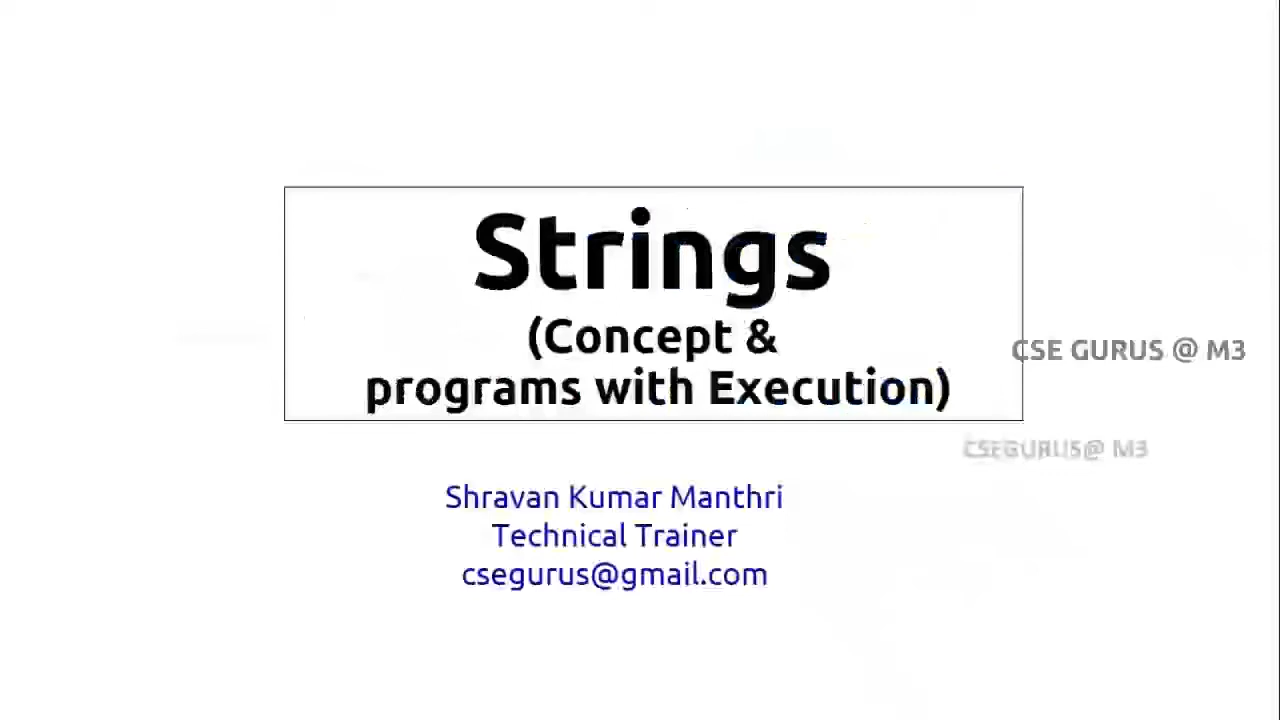 Strings
(Concept &
programs with Execution)
CSE GURUS @ M3
CSEGURUS@ M3
Shravan Kumar Manthri
Technical Trainer
csegurus@gmail.com